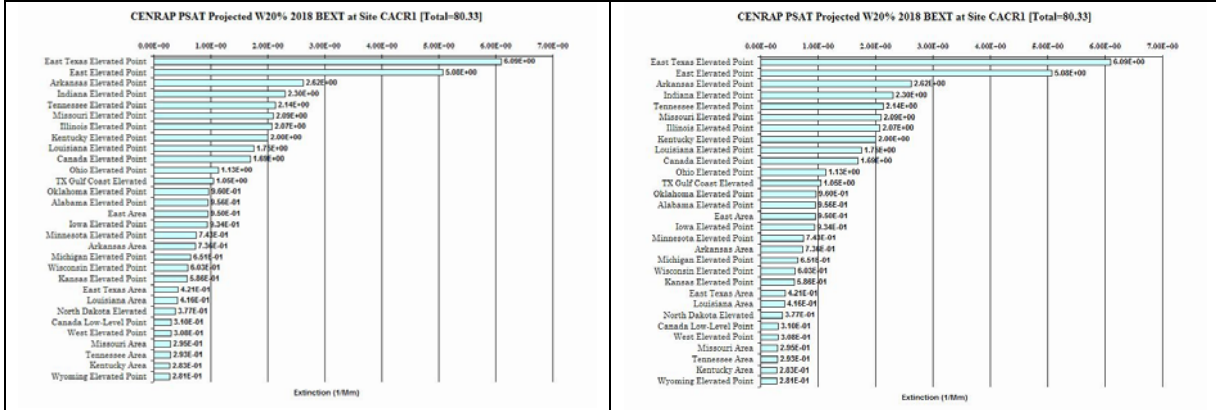 CENRAP PSAT Projected W20% 2018 BEXT at Site CACR1 [Total=80.33]
0.00E+00 1.00E+00 2.00E+00 3.00E+00 4.00E+00 5.00E+00 6.00E+00 7.00E+00
East Texas Elevated Point 6.09E+00
East Elevated Point 5.08E+00
Arkansas Elevated Point 2.62E+00
Indiana Elevated Point 2.30E+00
Tennessee Elevated Point 2.14E+00
Missouri Elevated Point 2.09E+00
Illinois Elevated Point 2.07E+00
Kentucky Elevated Point 2.00E+00
Louisiana Elevated Point 1.75E+00
Canada Elevated Point 1.69E+00
Ohio Elevated Point 1.13E+00
TX Gulf Coast Elevated 1.05E+00
Oklahoma Elevated Point 9.60E-01
Alabama Elevated Point 9.56E-01
East Area 9.50E-01
Iowa Elevated Point 9.34E-01
Minnesota Elevated Point 7.43E-01
Arkansas Area 7.36E-01
Michigan Elevated Point 6.51E-01
Wisconsin Elevated Point 6.03E-01
Kansas Elevated Point 5.86E-01
East Texas Area 4.21E-01
Louisiana Area 4.16E-01
North Dakota Elevated 3.77E-01
Canada Low-Level Point 3.10E-01
West Elevated Point 3.08E-01
Missouri Area 2.95E-01
Tennessee Area 2.93E-01
Kentucky Area 2.83E-01
Wyoming Elevated Point 2.81E-01
Extinction (1/Mm)
CENRAP PSAT Projected W20% 2018 BEXT at Site CACR1 [Total=80.33]
0.00E+00 1.00E+00 2.00E+00 3.00E+00 4.00E+00 5.00E+00 6.00E+00 7.00E+00
East Texas Elevated Point 6.09E+00
East Elevated Point 5.08E+00
Arkansas Elevated Point 2.62E+00
Indiana Elevated Point 2.30E+00
Tennessee Elevated Point 2.14E+00
Missouri Elevated Point 2.09E+00
Illinois Elevated Point 2.07E+00
Kentucky Elevated Point 2.00E+00
Louisiana Elevated Point 1.75E+00
Canada Elevated Point 1.69E+00
Ohio Elevated Point 1.13E+00
TX Gulf Coast Elevated 1.05E+00
Oklahoma Elevated Point 9.60E-01
Alabama Elevated Point 9.56E-01
East Area 9.50E-01
Iowa Elevated Point 9.34E-01
Minnesota Elevated Point 7.43E-01
Arkansas Area 7.36E-01
Michigan Elevated Point 6.51E-01
Wisconsin Elevated Point 6.03E-01
Kansas Elevated Point 5.86E-01
East Texas Area 4.21E-01
Louisiana Area 4.16E-01
North Dakota Elevated 3.77E-01
Canada Low-Level Point 3.10E-01
West Elevated Point 3.08E-01
Missouri Area 2.95E-01
Tennessee Area 2.93E-01
Kentucky Area 2.83E-01
Wyoming Elevated Point 2.81E-01
Extinction (1/Mm)